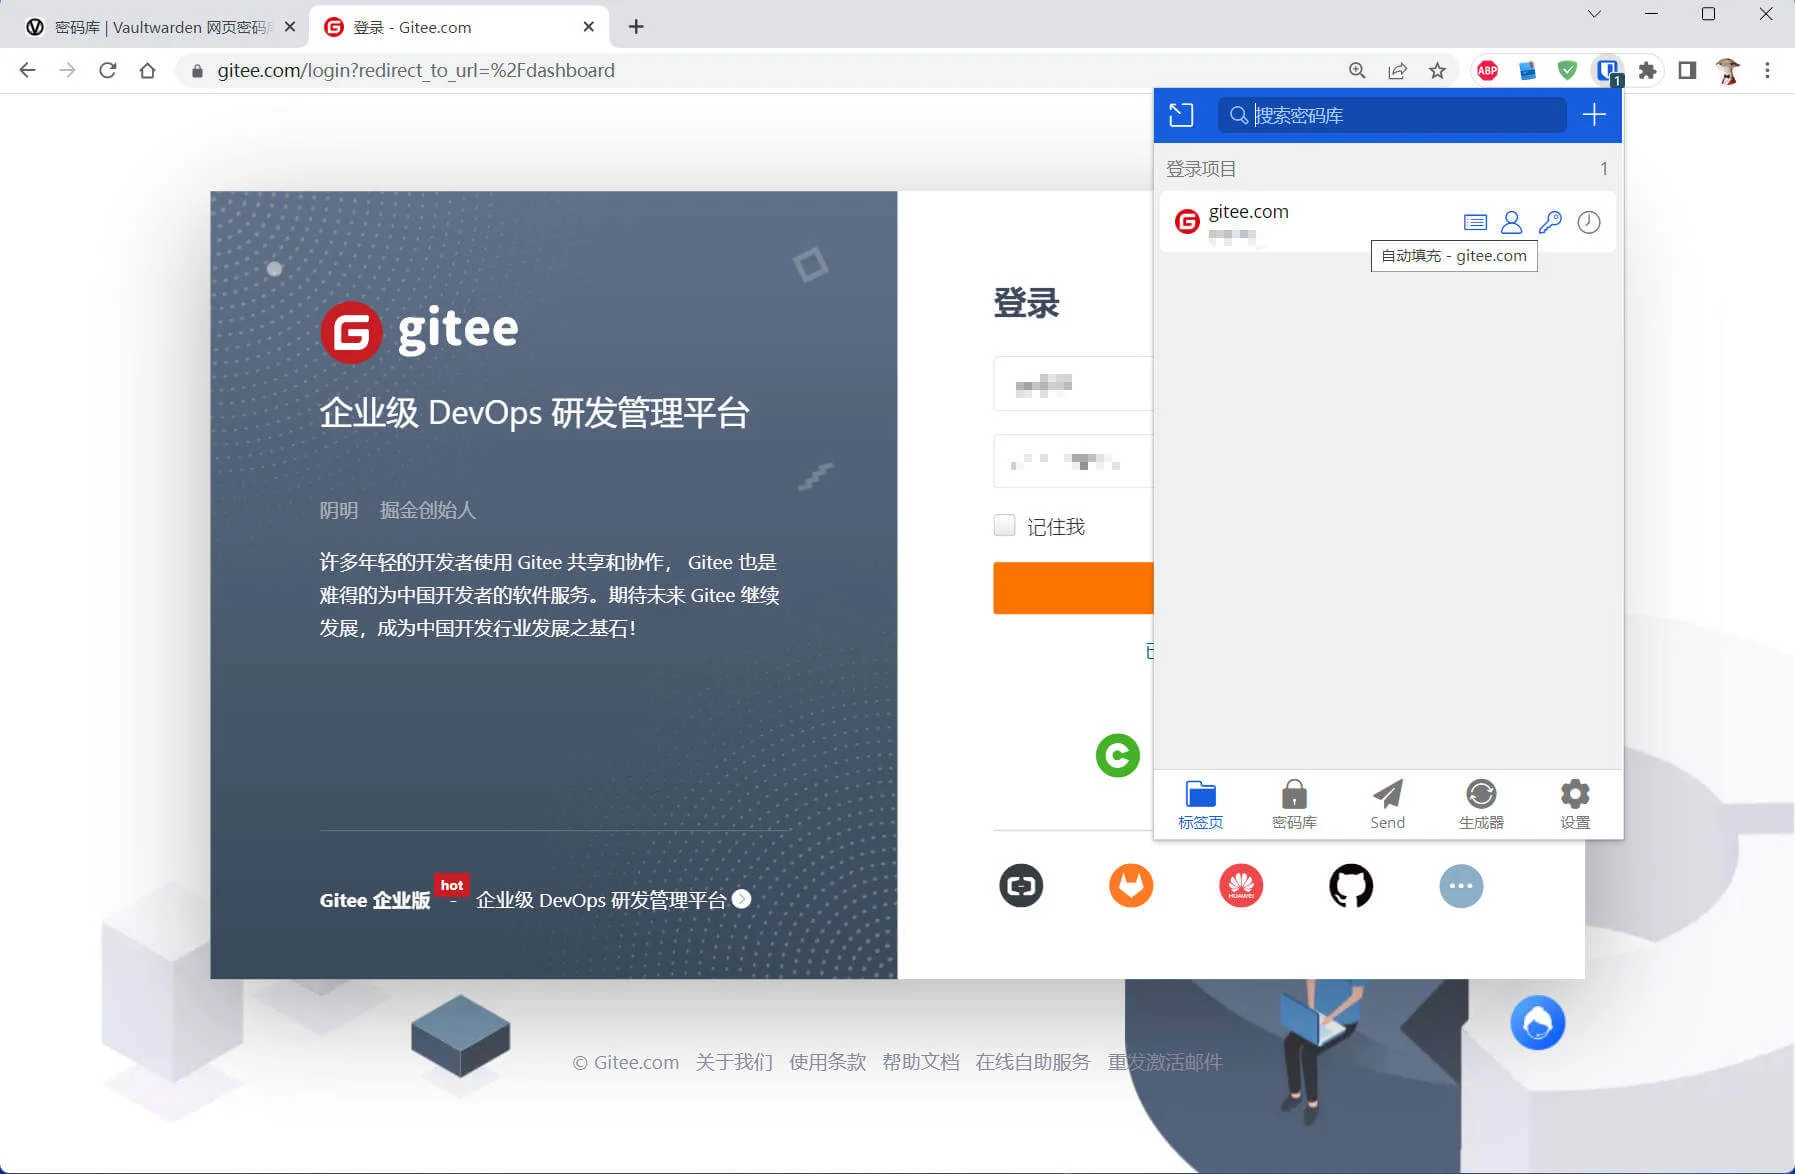 密码库 | Vaultwarden 网页密码
登录 - Gitee.com
gitee.com/login?redirect_to_url=%2Fdashboard
ABP
1
搜索密码库
登录项目
1
gitee.com
自动填充 - gitee.com
gitee
企业级 DevOps 研发管理平台
阴明 掘金创始人
许多年轻的开发者使用 Gitee 共享和协作， Gitee 也是
难得的为中国开发者的软件服务。期待未来 Gitee 继续
发展，成为中国开发行业发展之基石！
Gitee 企业版 hot - 企业级 DevOps 研发管理平台
登录
记住我
标签页
密码库
Send
生成器
设置
HUAWEI
© Gitee.com 关于我们 使用条款 帮助文档 在线自助服务 重发激活邮件